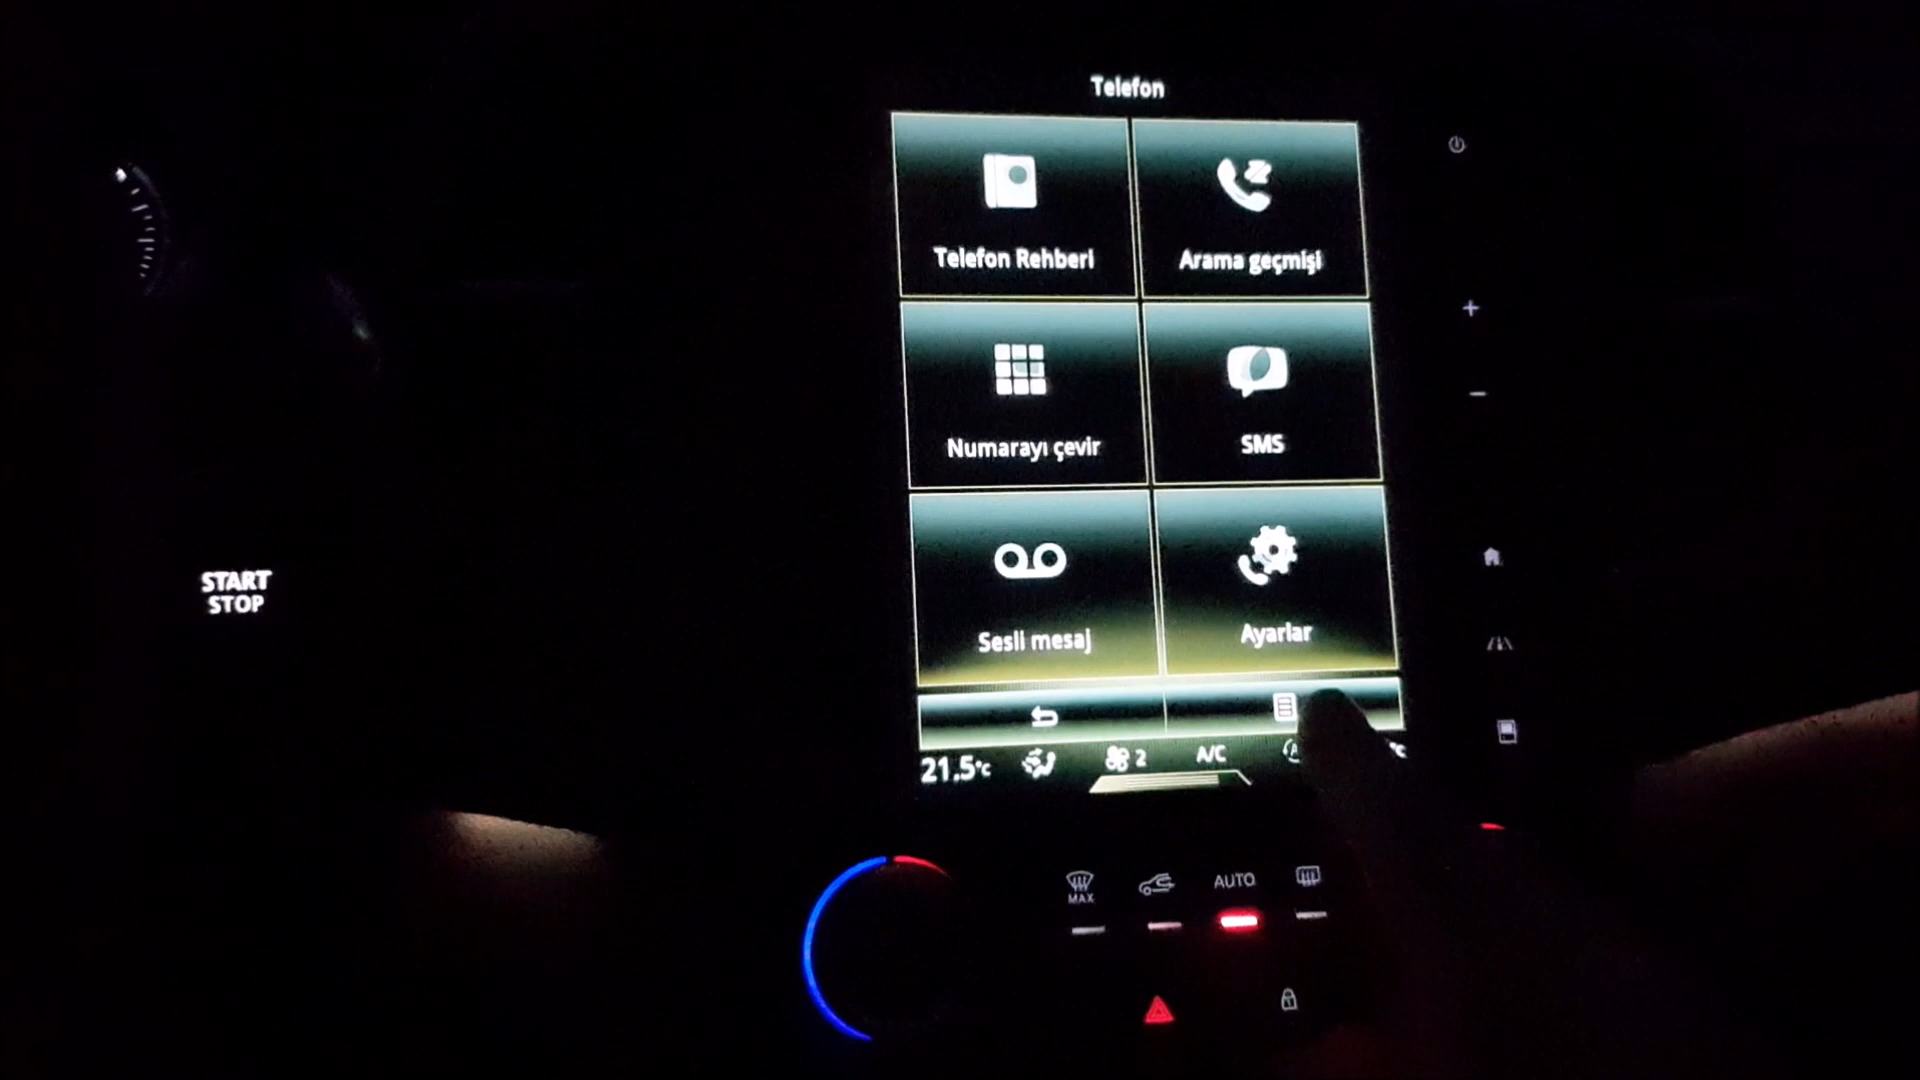 Telefon
Telefon Rehberi
Arama geçmişi
Numarayı çevir
SMS
Sesli mesaj
Ayarlar
21.5°C
2
A/C
°C
START
STOP
MAX
AUTO